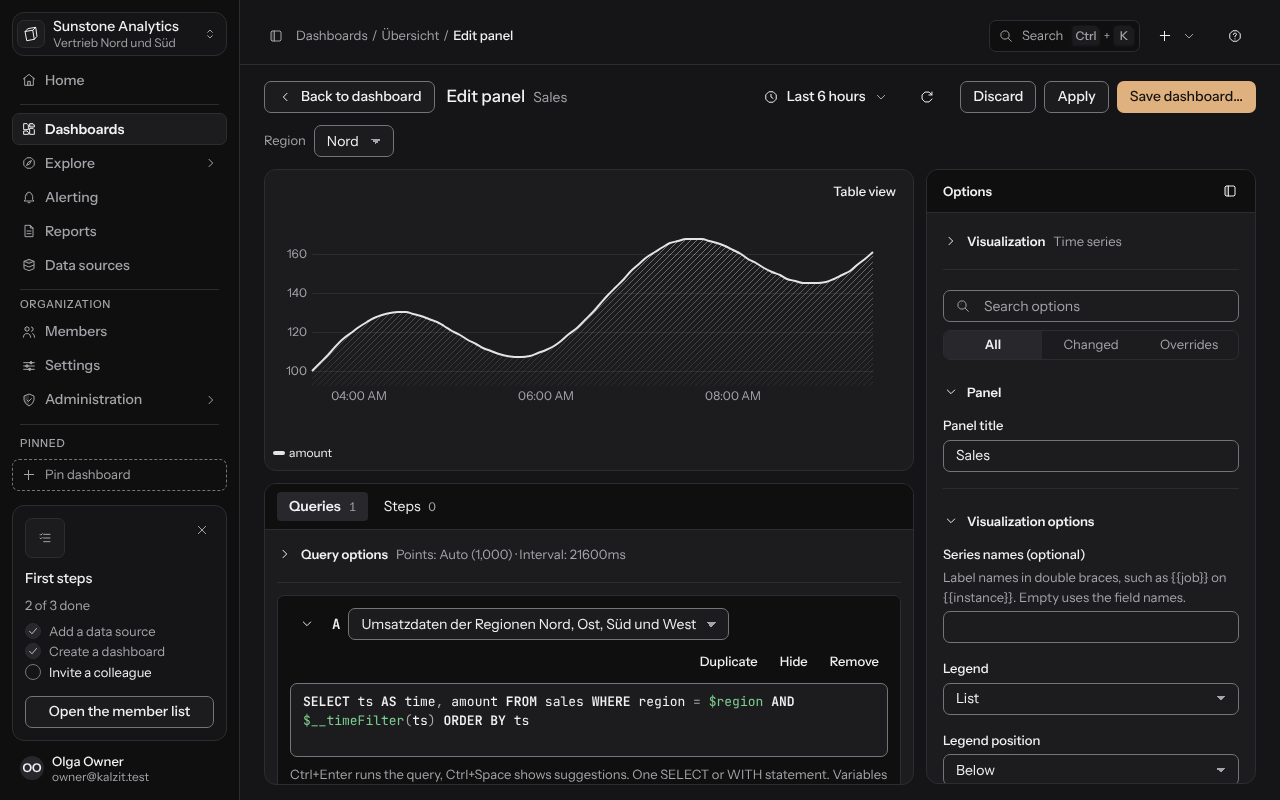 Sunstone Analytics
Vertrieb Nord und Süd
Home
Dashboards
Explore
Alerting
Reports
Data sources
ORGANIZATION
Members
Settings
Administration
PINNED
Pin dashboard
First steps
2 of 3 done
Add a data source
Create a dashboard
Invite a colleague
Open the member list
OO
Olga Owner
owner@kalzit.test
Dashboards / Übersicht / Edit panel
Search Ctrl + K
Back to dashboard
Edit panel Sales
Last 6 hours
Discard
Apply
Save dashboard...
Region
Nord
Table view
160
140
120
100
04:00 AM
06:00 AM
08:00 AM
amount
Queries 1
Steps 0
Query options Points: Auto (1,000) · Interval: 21600ms
A
Umsatzdaten der Regionen Nord, Ost, Süd und West
Duplicate
Hide
Remove
SELECT ts AS time, amount FROM sales WHERE region = $region AND
$__timeFilter(ts) ORDER BY ts
Ctrl+Enter runs the query, Ctrl+Space shows suggestions. One SELECT or WITH statement. Variables
Options
Visualization Time series
Search options
All
Changed
Overrides
Panel
Panel title
Sales
Visualization options
Series names (optional)
Label names in double braces, such as {{job}} on
{{instance}}. Empty uses the field names.
Legend
List
Legend position
Below